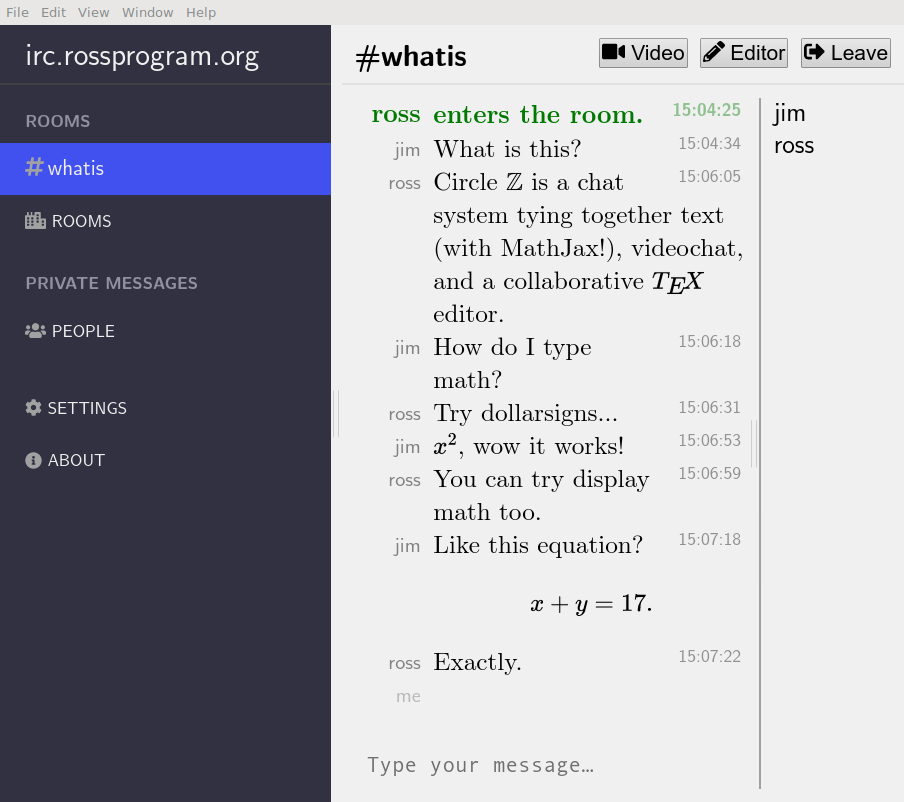 File Edit View Window Help
irc.rossprogram.org
ROOMS
# whatis
ROOMS
PRIVATE MESSAGES
PEOPLE
SETTINGS
ABOUT
#whatis
Video Editor Leave
ross enters the room. 15:04:25
jim What is this? 15:04:34
ross Circle ℤ is a chat 15:06:05
system tying together text
(with MathJax!), videochat,
and a collaborative TEX
editor.
jim How do I type 15:06:18
math?
ross Try dollarsigns... 15:06:31
jim x², wow it works! 15:06:53
ross You can try display 15:06:59
math too.
jim Like this equation? 15:07:18
x + y = 17.
ross Exactly. 15:07:22
me
Type your message…
jim
ross